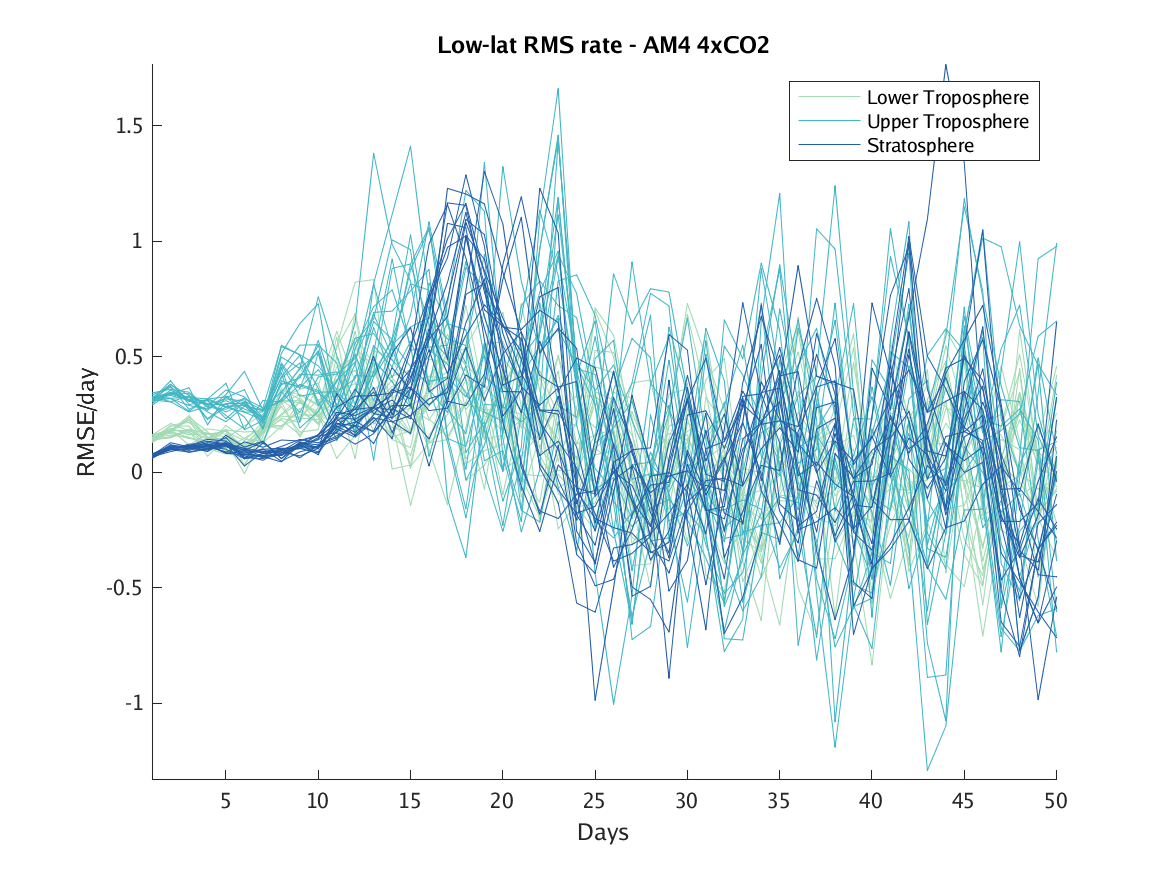 Low-lat RMS rate - AM4 4xCO2
Lower Troposphere
Upper Troposphere
Stratosphere
RMSE/day
1.5
1
0.5
0
-0.5
-1
5 10 15 20 25 30 35 40 45 50
Days